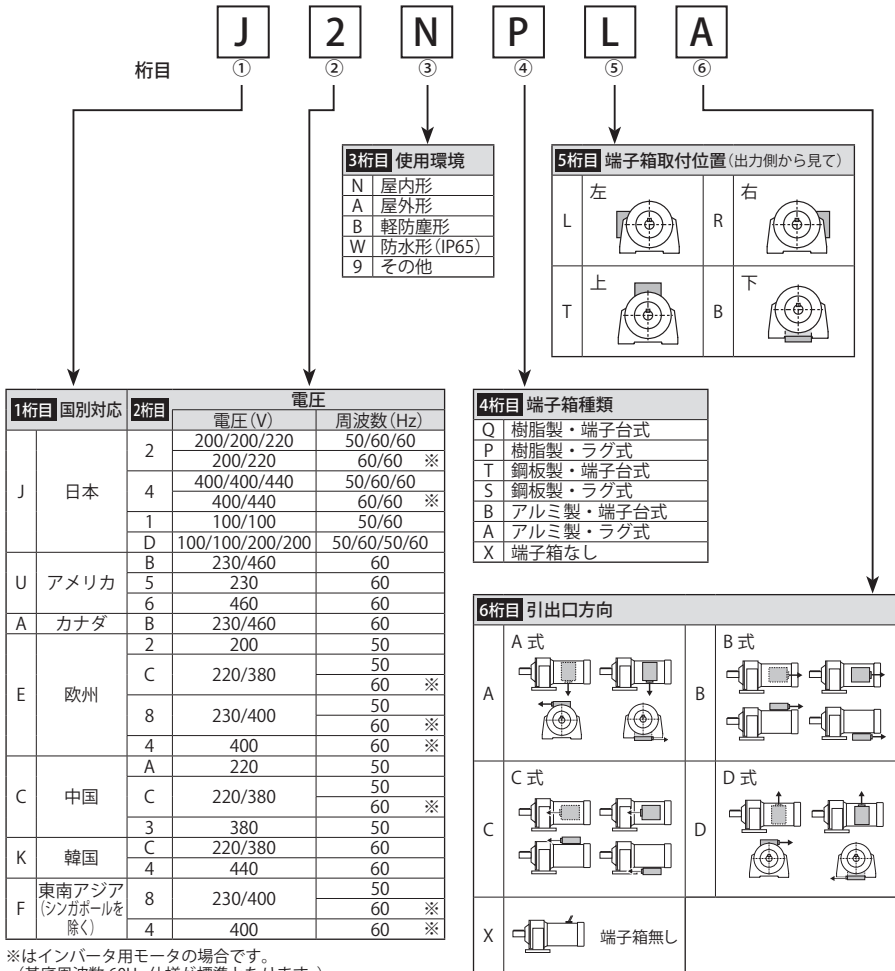 J 2 N P L A
桁目 ① ② ③ ④ ⑤ ⑥
3桁目 使用環境
N 屋内形
A 屋外形
B 軽防塵形
W 防水形（IP65）
9 その他
5桁目 端子箱取付位置（出力側から見て）
L 左 R 右
T 上 B 下
1桁目 国別対応 2桁目 電圧
電圧（V） 周波数（Hz）
J 日本 2 200/200/220 50/60/60
200/220 60/60 ※
4 400/400/440 50/60/60
400/440 60/60 ※
1 100/100 50/60
D 100/100/200/200 50/60/50/60
U アメリカ B 230/460 60
5 230 60
6 460 60
A カナダ B 230/460 60
E 欧州 2 200 50
C 220/380 50
60 ※
8 230/400 50
60 ※
4 400 60 ※
C 中国 A 220 50
C 220/380 50
60 ※
3 380 50
K 韓国 C 220/380 60
4 440 60
F 東南アジア（シンガポールを除く） 8 230/400 50
60 ※
4 400 60 ※
※はインバータ用モータの場合です。
4桁目 端子箱種類
Q 樹脂製・端子台式
P 樹脂製・ラグ式
T 鋼板製・端子台式
S 鋼板製・ラグ式
B アルミ製・端子台式
A アルミ製・ラグ式
X 端子箱なし
6桁目 引出口方向
A A 式 B B 式
C C 式 D D 式
X 端子箱無し